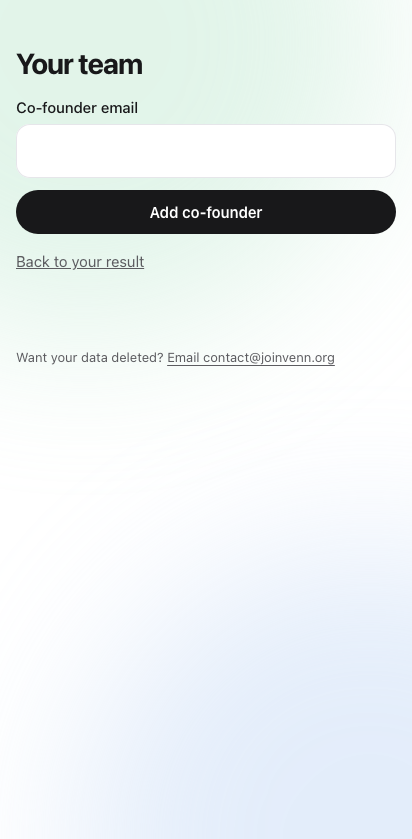 Your team
Co-founder email
Add co-founder
Back to your result
Want your data deleted? Email contact@joinvenn.org